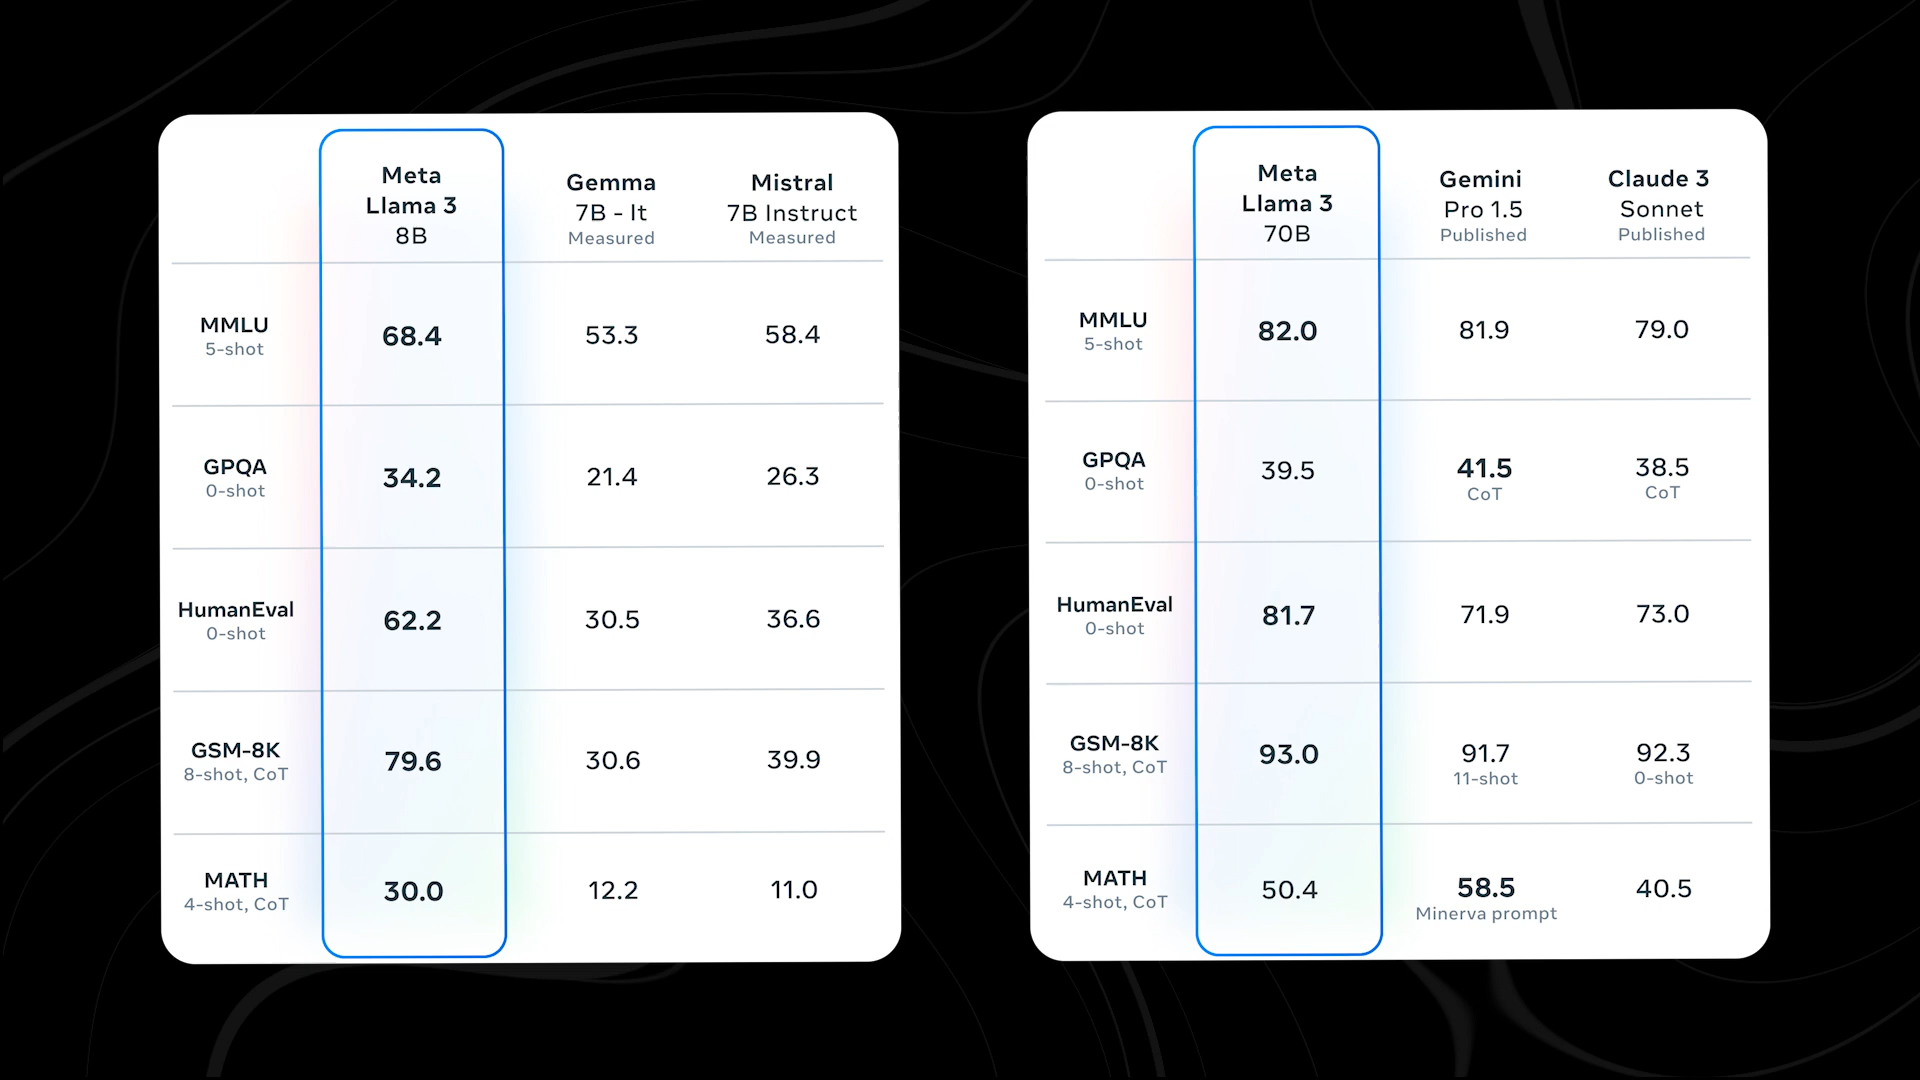 Meta
Llama 3
8B
Gemma
7B - It
Measured
Mistral
7B Instruct
Measured
MMLU
5-shot
68.4
53.3
58.4
GPQA
0-shot
34.2
21.4
26.3
HumanEval
0-shot
62.2
30.5
36.6
GSM-8K
8-shot, CoT
79.6
30.6
39.9
MATH
4-shot, CoT
30.0
12.2
11.0
Meta
Llama 3
70B
Gemini
Pro 1.5
Published
Claude 3
Sonnet
Published
MMLU
5-shot
82.0
81.9
79.0
GPQA
0-shot
39.5
41.5
CoT
38.5
CoT
HumanEval
0-shot
81.7
71.9
73.0
GSM-8K
8-shot, CoT
93.0
91.7
11-shot
92.3
0-shot
MATH
4-shot, CoT
50.4
58.5
Minerva prompt
40.5